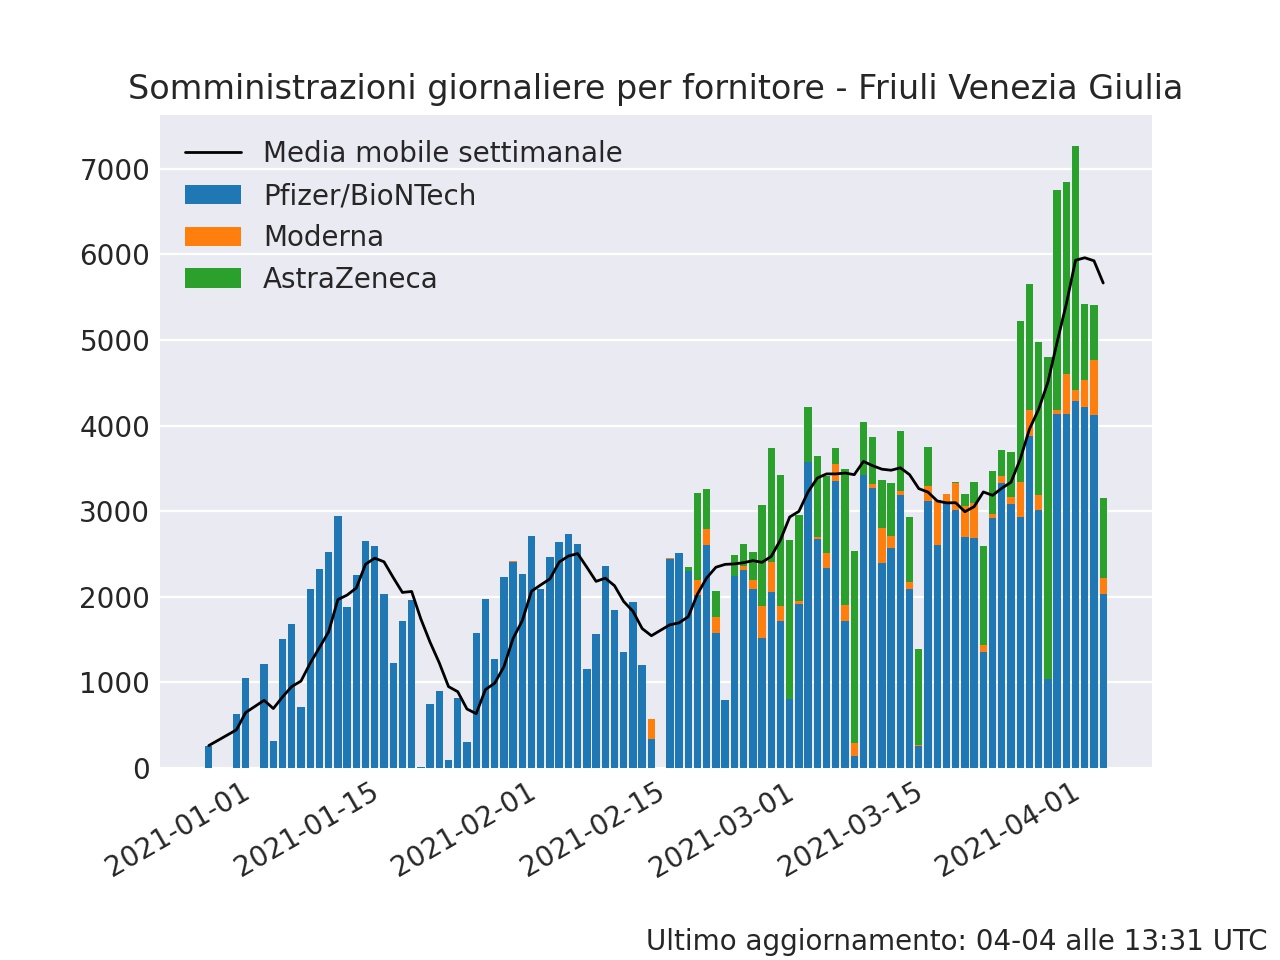 Somministrazioni giornaliere per fornitore - Friuli Venezia Giulia
Media mobile settimanale
Pfizer/BioNTech
Moderna
AstraZeneca
7000
6000
5000
4000
3000
2000
1000
0
2021-01-01
2021-01-15
2021-02-01
2021-02-15
2021-03-01
2021-03-15
2021-04-01
Ultimo aggiornamento: 04-04 alle 13:31 UTC